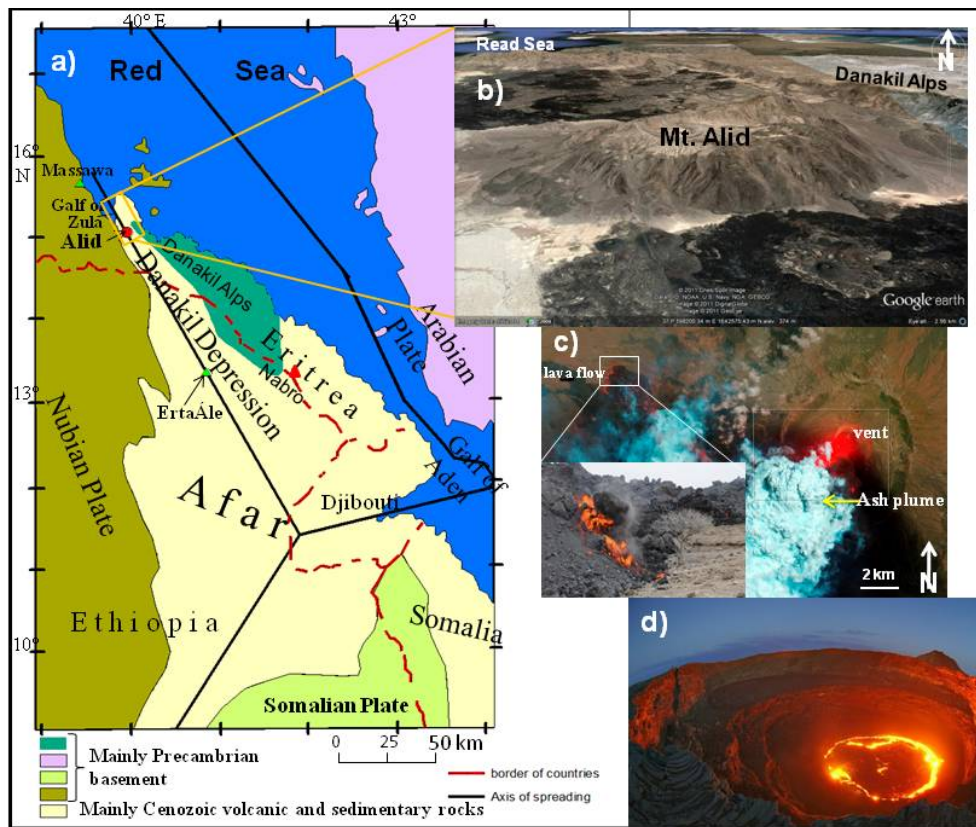 40° E
43°
a)
Red Sea
16°
N
Massawa
Galf of
Zula
Alid
Danakil Alps
Danakil Depression
Eritrea
Arabian
Plate
13°
ErtaÁle
Nabro
Nubian Plate
Galf of
Aden
Afar
Djibouti
Ethiopia
Somalia
10°
Somalian Plate
0 25 50 km
Mainly Precambrian
basement
Mainly Cenozoic volcanic and sedimentary rocks
border of countries
Axis of spreading
Read Sea
N
b)
Danakil Alps
Mt. Alid
Google earth
c)
lava flow
vent
Ash plume
2 km
N
d)